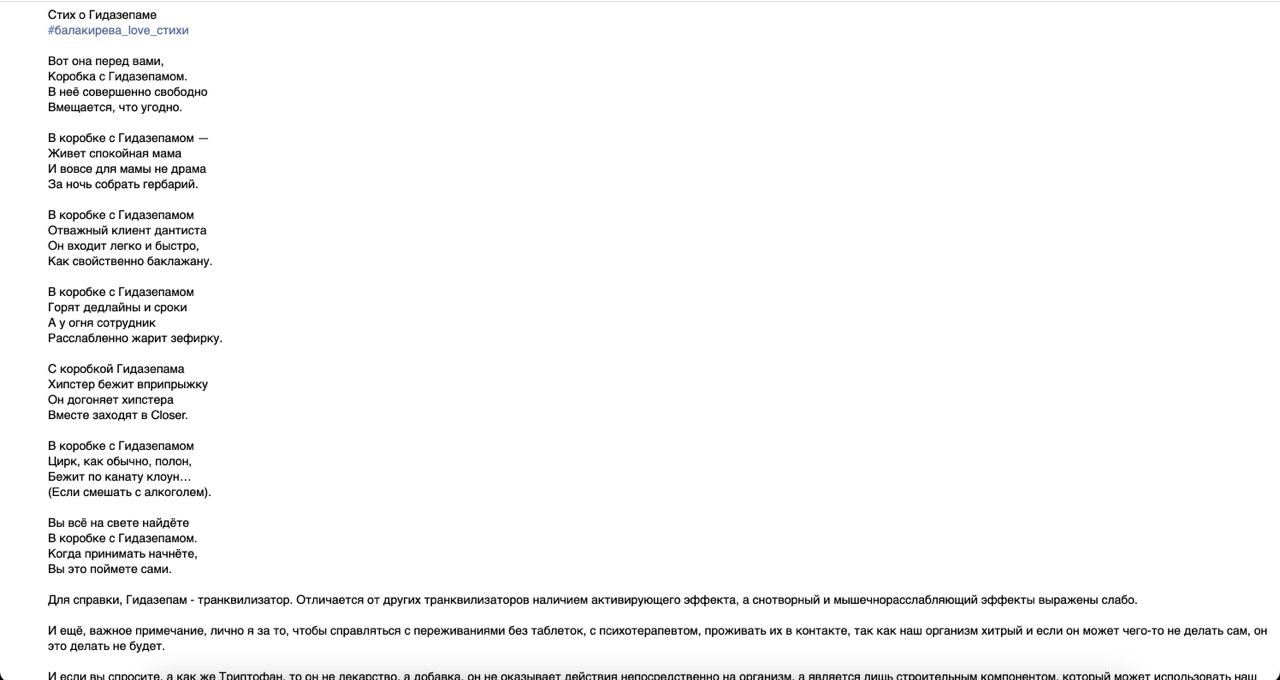 Стих о Гидазепаме
#балакирева_love_стихи
Вот она перед вами,
Коробка с Гидазепамом.
В неё совершенно свободно
Вмещается, что угодно.
В коробке с Гидазепамом —
Живет спокойная мама
И вовсе для мамы не драма
За ночь собрать гербарий.
В коробке с Гидазепамом
Отважный клиент дантиста
Он входит легко и быстро,
Как свойственно баклажану.
В коробке с Гидазепамом
Горят дедлайны и сроки
А у огня сотрудник
Расслабленно жарит зефирку.
С коробкой Гидазепама
Хипстер бежит вприпрыжку
Он догоняет хипстера
Вместе заходят в Closer.
В коробке с Гидазепамом
Цирк, как обычно, полон,
Бежит по канату клоун…
(Если смешать с алкоголем).
Вы всё на свете найдёте
В коробке с Гидазепамом.
Когда принимать начнёте,
Вы это поймете сами.
Для справки, Гидазепам - транквилизатор. Отличается от других транквилизаторов наличием активирующего эффекта, а снотворный и мышечнорасслабляющий эффекты выражены слабо.
И ещё, важное примечание, лично я за то, чтобы справляться с переживаниями без таблеток, с психотерапевтом, проживать их в контакте, так как наш организм хитрый и если он может чего-то не делать сам, он
это делать не будет.
И если вы спросите, а как же Триптофан, то он не лекарство, а добавка, он не оказывает действия непосредственно на организм, а является лишь строительным компонентом, который может использовать наш